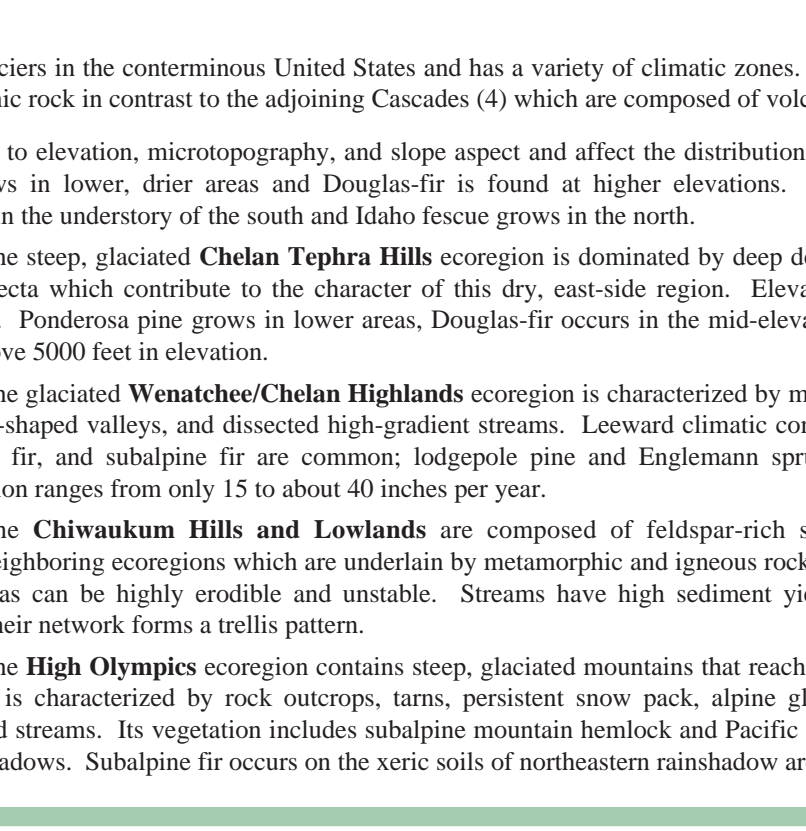 ciers in the conterminous United States and has a variety of climatic zones.
nic rock in contrast to the adjoining Cascades (4) which are composed of volc
to elevation, microtopography, and slope aspect and affect the distribution
ws in lower, drier areas and Douglas-fir is found at higher elevations.
in the understory of the south and Idaho fescue grows in the north.
he steep, glaciated Chelan Tephra Hills ecoregion is dominated by deep de
ecta which contribute to the character of this dry, east-side region. Eleva
. Ponderosa pine grows in lower areas, Douglas-fir occurs in the mid-eleva
ove 5000 feet in elevation.
he glaciated Wenatchee/Chelan Highlands ecoregion is characterized by m
-shaped valleys, and dissected high-gradient streams. Leeward climatic con
fir, and subalpine fir are common; lodgepole pine and Englemann spru
ion ranges from only 15 to about 40 inches per year.
he Chiwaukum Hills and Lowlands are composed of feldspar-rich s
eighboring ecoregions which are underlain by metamorphic and igneous rock
as can be highly erodible and unstable. Streams have high sediment yie
heir network forms a trellis pattern.
he High Olympics ecoregion contains steep, glaciated mountains that reach
is characterized by rock outcrops, tarns, persistent snow pack, alpine gl
d streams. Its vegetation includes subalpine mountain hemlock and Pacific
adows. Subalpine fir occurs on the xeric soils of northeastern rainshadow ar